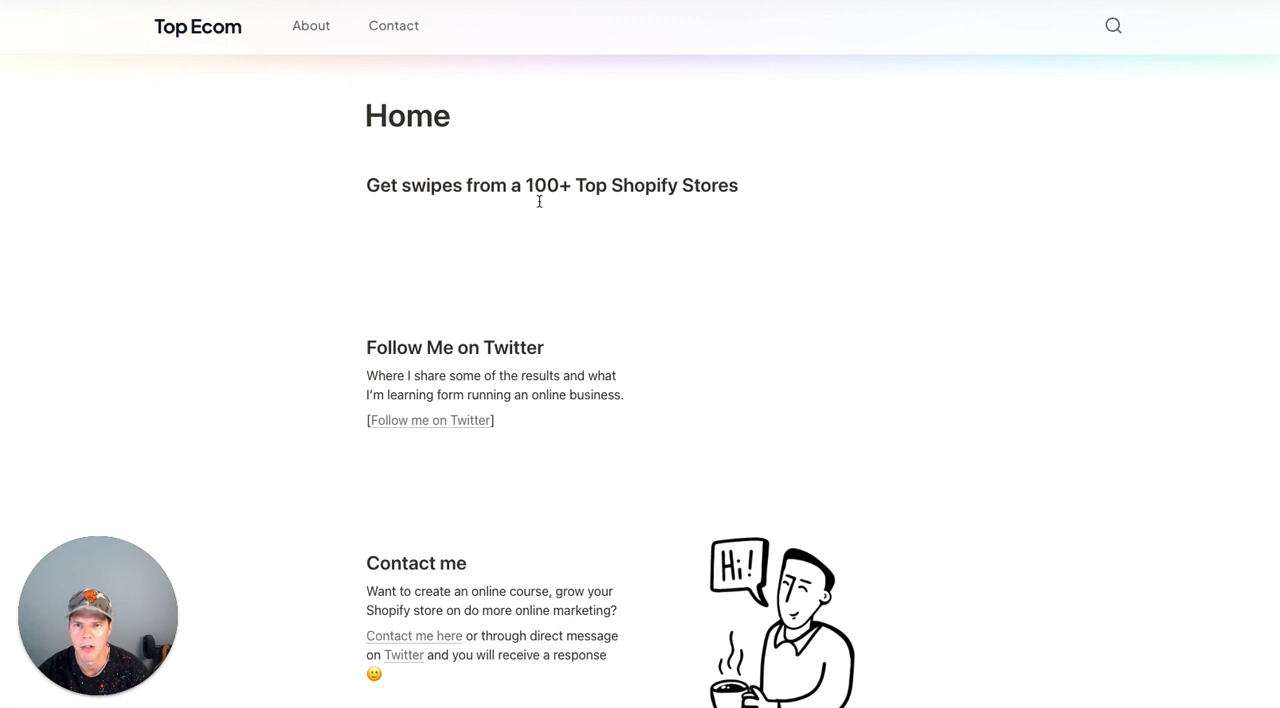 Top Ecom
About
Contact
Home
Get swipes from a 100+ Top Shopify Stores
Follow Me on Twitter
Where I share some of the results and what
I'm learning form running an online business.
[Follow me on Twitter]
Contact me
Want to create an online course, grow your
Shopify store on do more online marketing?
Contact me here or through direct message
on Twitter and you will receive a response
🙂
Hi!